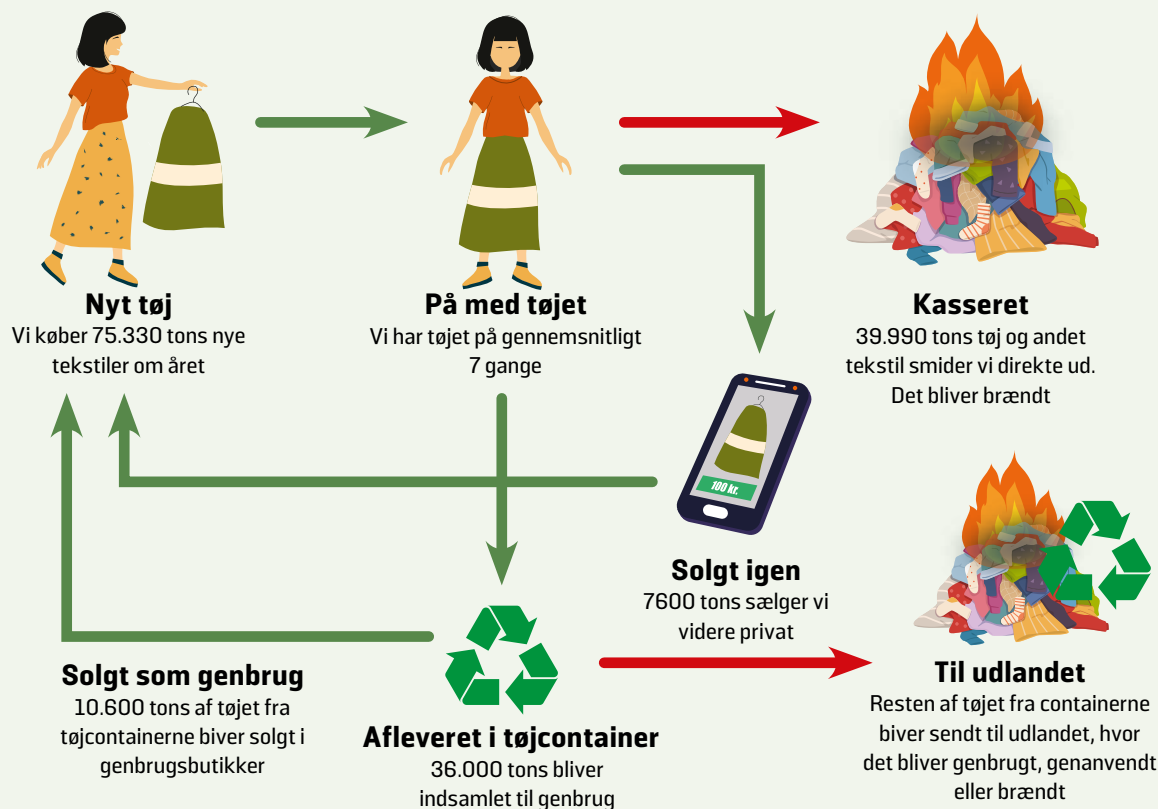 Nyt tøj
Vi køber 75.330 tons nye
tekstiler om året
På med tøjet
Vi har tøjet på gennemsnitligt
7 gange
Kasseret
39.990 tons tøj og andet
tekstil smider vi direkte ud.
Det bliver brændt
100 kr.
Solgt igen
7600 tons sælger vi
videre privat
Solgt som genbrug
10.600 tons af tøjet fra
tøjcontainerne biver solgt i
genbrugsbutikker
Afleveret i tøjcontainer
36.000 tons bliver
indsamlet til genbrug
Til udlandet
Resten af tøjet fra containerne
biver sendt til udlandet, hvor
det bliver genbrugt, genanvendt
eller brændt